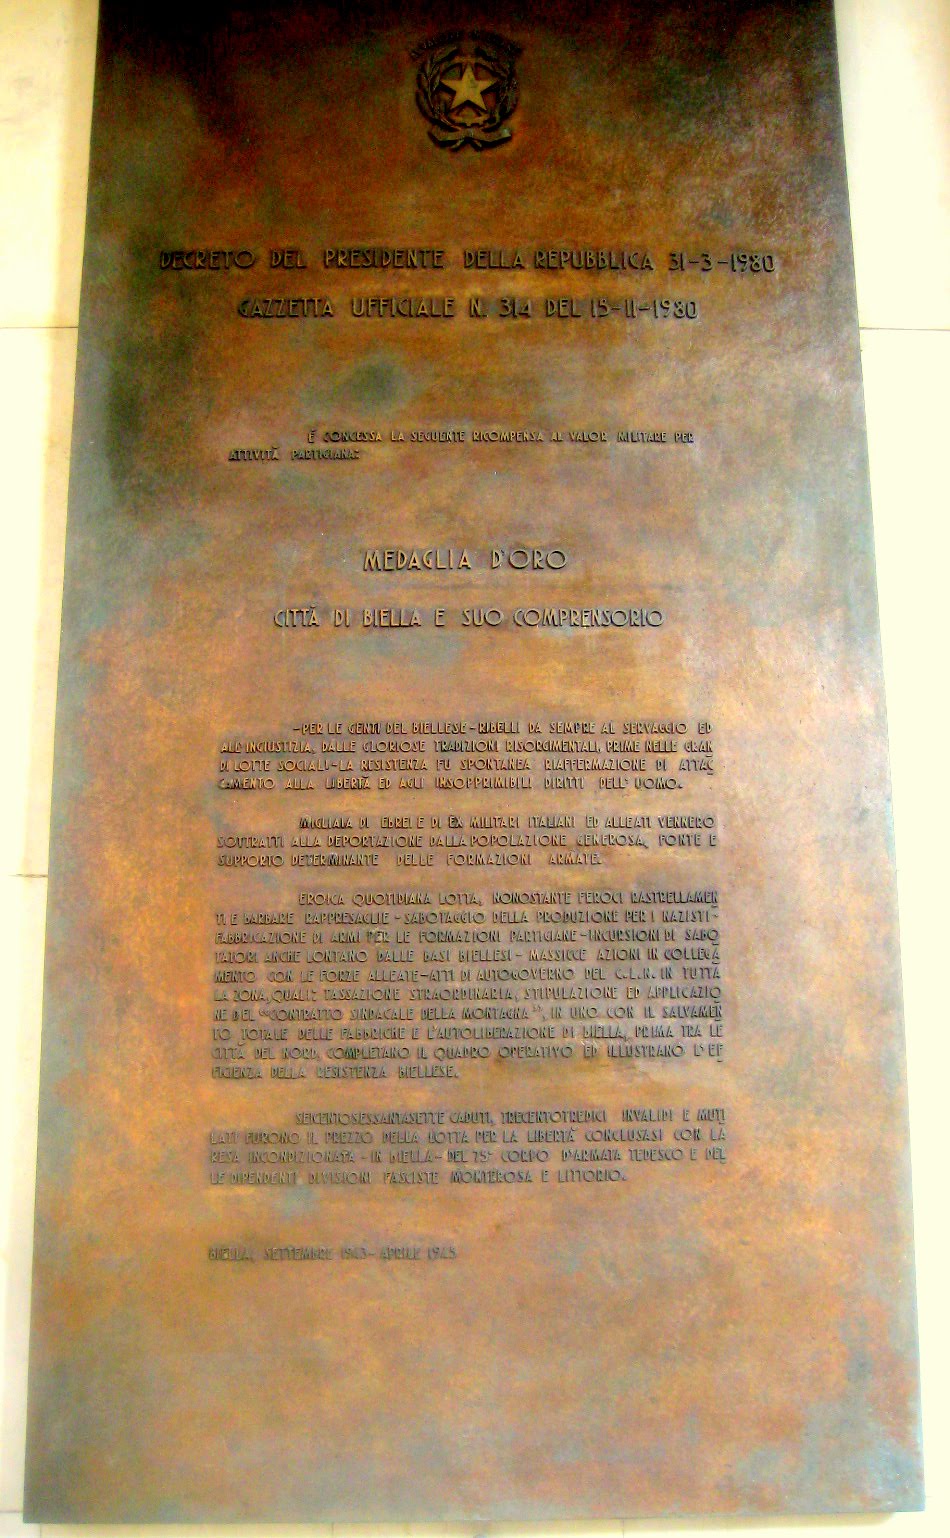 DECRETO DEL PRESIDENTE DELLA REPUBBLICA 31-3-1980
GAZZETTA UFFICIALE N. 314 DEL 15-11-1980
É CONCESSA LA SEGUENTE RICOMPENSA AL VALOR MILITARE PER
ATTIVITÀ PARTIGIANA:
MEDAGLIA D'ORO
CITTÀ DI BIELLA E SUO COMPRENSORIO
-PER LE GENTI DEL BIELLESE-RIBELLI DA SEMPRE AL SERVAGGIO ED
ALL'INGIUSTIZIA, DALLE GLORIOSE TRADIZIONI RISORGIMENTALI, PRIME NELLE GRAN
DI LOTTE SOCIALI-LA RESISTENZA FU SPONTANEA RIAFFERMAZIONE DI ATTAC
CAMENTO ALLA LIBERTÀ ED AGLI INSOPPRIMIBILI DIRITTI DELL'UOMO.
MIGLIAIA DI EBREI E DI EX MILITARI ITALIANI ED ALLEATI VENNERO
SOTTRATTI ALLA DEPORTAZIONE DALLA POPOLAZIONE GENEROSA, FONTE E
SUPPORTO DETERMINANTE DELLE FORMAZIONI ARMATE.
EROICA QUOTIDIANA LOTTA, NONOSTANTE FEROCI RASTRELLAMEN
TI E BARBARE RAPPRESAGLIE-SABOTAGGIO DELLA PRODUZIONE PER I NAZISTI-
FABBRICAZIONE DI ARMI PER LE FORMAZIONI PARTIGIANE-INCURSIONI DI SABO
TATORI ANCHE LONTANO DALLE BASI BIELLESI-MASSICCE AZIONI IN COLLEGA
MENTO CON LE FORZE ALLEATE-ATTI DI AUTOGOVERNO DEL C.L.N. IN TUTTA
LA ZONA, QUALI: TASSAZIONE STRAORDINARIA, STIPULAZIONE ED APPLICAZIO
NE DEL "CONTRATTO SINDACALE DELLA MONTAGNA", IN UNO CON IL SALVAMEN
TO TOTALE DELLE FABBRICHE E L'AUTOLIBERAZIONE DI BIELLA, PRIMA TRA LE
CITTÀ DEL NORD, COMPLETANO IL QUADRO OPERATIVO ED ILLUSTRANO L'EF
FICIENZA DELLA RESISTENZA BIELLESE.
SEICENTOSESSANTASETTE CADUTI, TRECENTOTREDICI INVALIDI E MUTI
LATI FURONO IL PREZZO DELLA LOTTA PER LA LIBERTÀ CONCLUSASI CON LA
RESA INCONDIZIONATA-IN BIELLA-DEL 75° CORPO D'ARMATA TEDESCO E DEL
LE DIPENDENTI DIVISIONI FASCISTE MONTEROSA E LITTORIO.
BIELLA, SETTEMBRE 1943-APRILE 1945